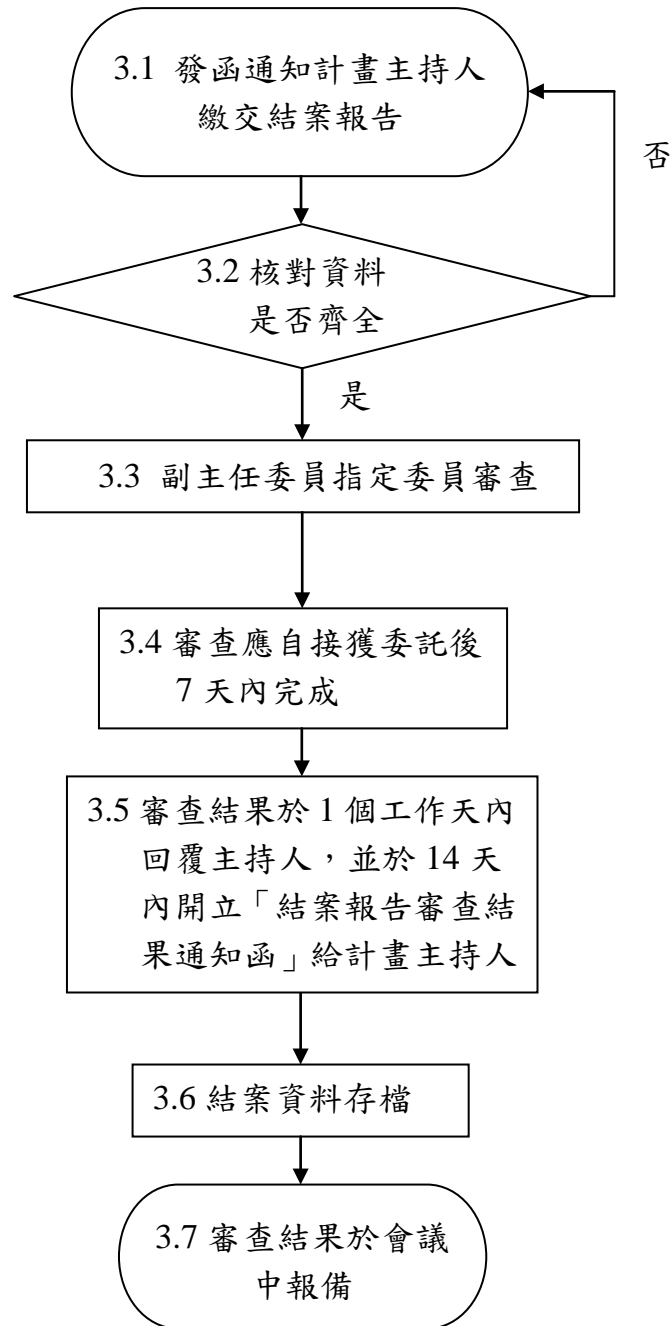 3.1 發函通知計畫主持人
繳交結案報告
否
3.2 核對資料
是否齊全
是
3.3 副主任委員指定委員審查
3.4 審查應自接獲委託後
7 天內完成
3.5 審查結果於 1 個工作天內
回覆主持人，並於 14 天
內開立「結案報告審查結
果通知函」給計畫主持人
3.6 結案資料存檔
3.7 審查結果於會議
中報備